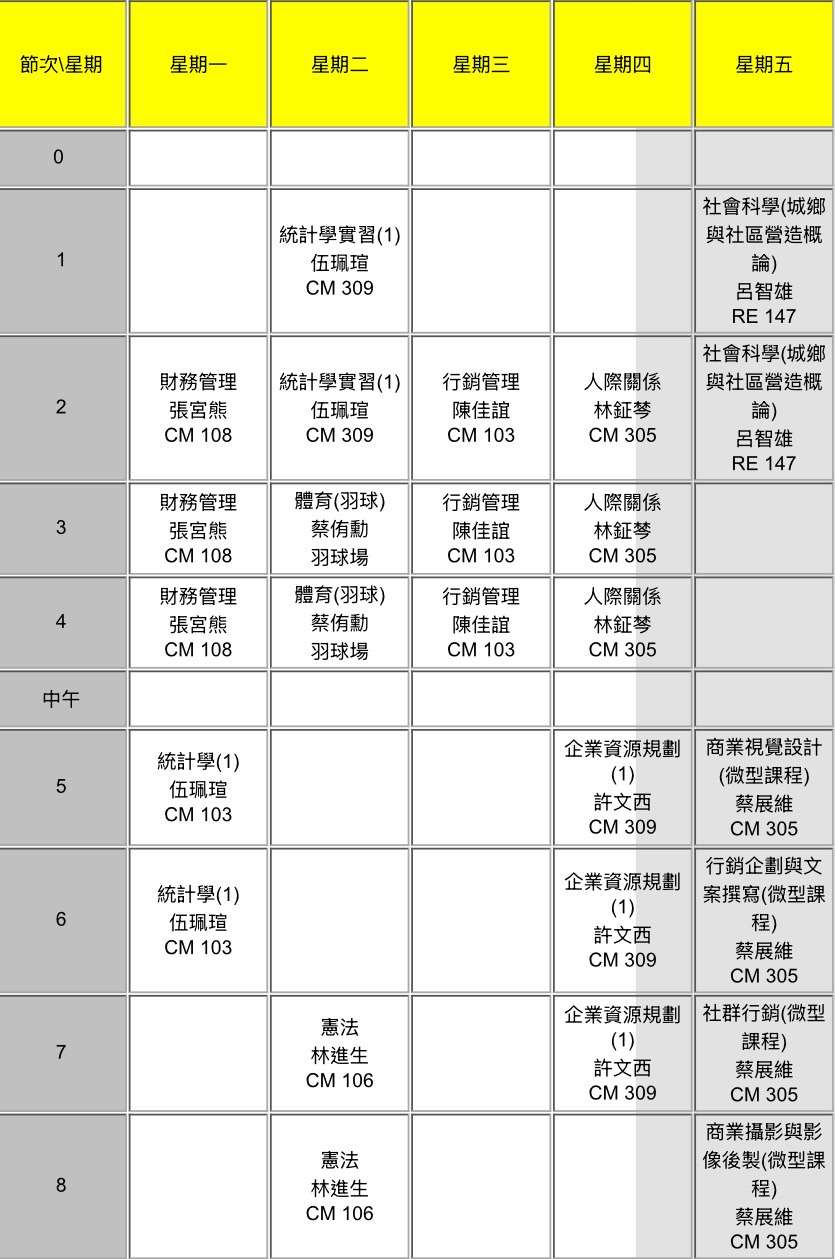 節次\星期
星期一
星期二
星期三
星期四
星期五
0
1
統計學實習(1)
伍珮瑄
CM 309
社會科學(城鄉
與社區營造概
論)
呂智雄
RE 147
2
財務管理
張宮熊
CM 108
統計學實習(1)
伍珮瑄
CM 309
行銷管理
陳佳誼
CM 103
人際關係
林鉦棽
CM 305
社會科學(城鄉
與社區營造概
論)
呂智雄
RE 147
3
財務管理
張宮熊
CM 108
體育(羽球)
蔡侑勳
羽球場
行銷管理
陳佳誼
CM 103
人際關係
林鉦棽
CM 305
4
財務管理
張宮熊
CM 108
體育(羽球)
蔡侑勳
羽球場
行銷管理
陳佳誼
CM 103
人際關係
林鉦棽
CM 305
中午
5
統計學(1)
伍珮瑄
CM 103
企業資源規劃
(1)
許文西
CM 309
商業視覺設計
(微型課程)
蔡展維
CM 305
6
統計學(1)
伍珮瑄
CM 103
企業資源規劃
(1)
許文西
CM 309
行銷企劃與文
案撰寫(微型課
程)
蔡展維
CM 305
7
憲法
林進生
CM 106
企業資源規劃
(1)
許文西
CM 309
社群行銷(微型
課程)
蔡展維
CM 305
8
憲法
林進生
CM 106
商業攝影與影
像後製(微型課
程)
蔡展維
CM 305